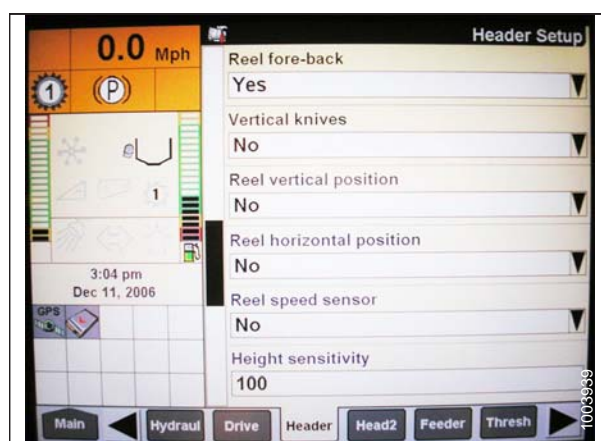 0.0 Mph
Header Setup
1
(P)
Reel fore-back
Yes
Vertical knives
No
1
Reel vertical position
No
Reel horizontal position
No
3:04 pm
Dec 11, 2006
Reel speed sensor
No
GPS
Height sensitivity
100
1003939
Main
Hydraul
Drive
Header
Head2
Feeder
Thresh